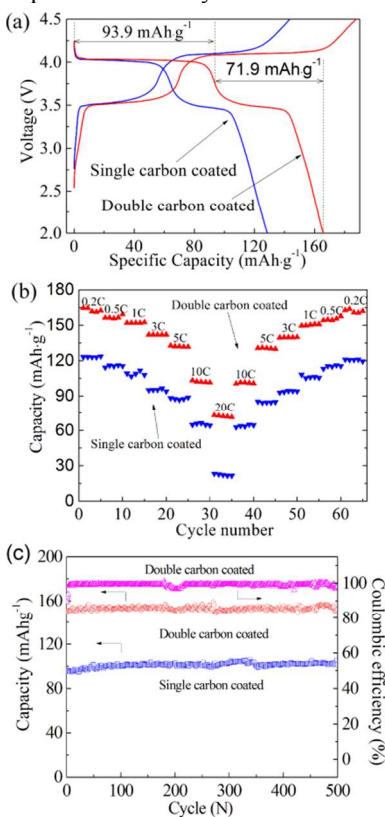 (a)
93.9 mAh g⁻¹
71.9 mAh g⁻¹
Single carbon coated
Double carbon coated
Voltage (V)
4.5
4.0
3.5
3.0
2.5
2.0
0 40 80 120 160
Specific Capacity (mAh·g⁻¹)
(b)
0.2C 0.5C 1C 3C 5C 10C 20C 10C 5C 3C 1C 0.5C 0.2C
Double carbon coated
Single carbon coated
Capacity (mAh·g⁻¹)
180
150
120
90
60
30
0
0 10 20 30 40 50 60
Cycle number
(c)
Double carbon coated
Double carbon coated
Single carbon coated
Capacity (mAhg⁻¹)
200
160
120
80
40
0
Coulombic efficiency (%)
100
80
60
40
20
0
0 100 200 300 400 500
Cycle (N)